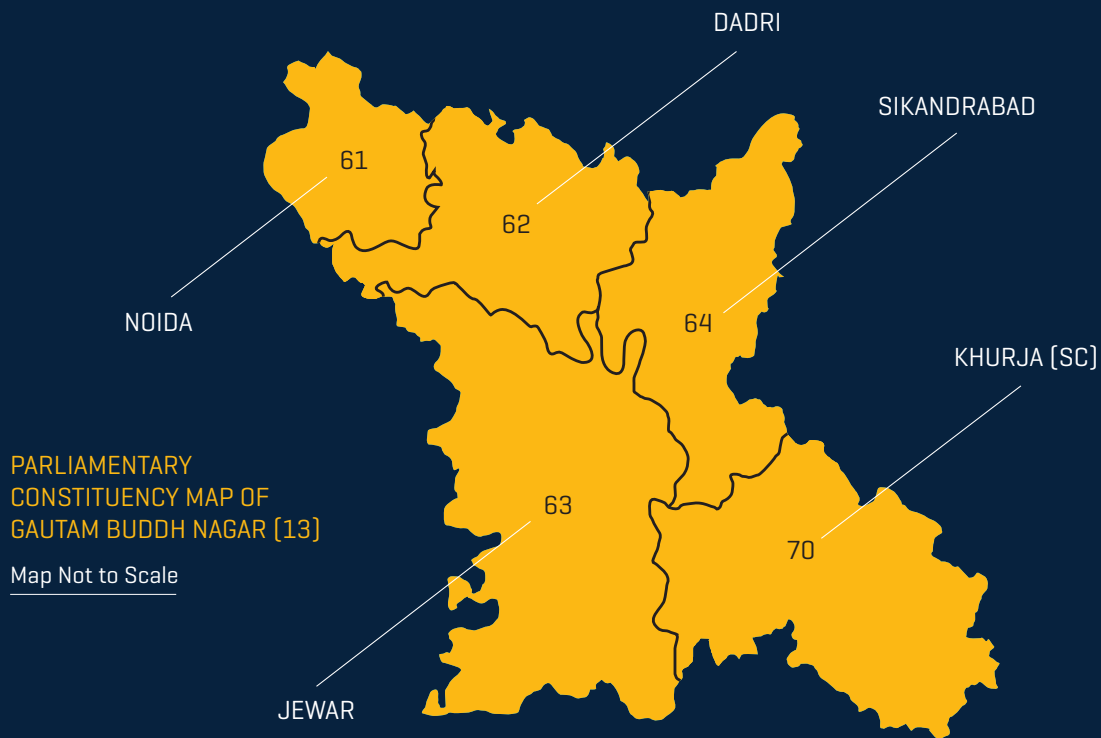 DADRI
SIKANDRABAD
61
62
NOIDA
64
KHURJA (SC)
PARLIAMENTARY
CONSTITUENCY MAP OF
GAUTAM BUDDH NAGAR (13)
63
70
Map Not to Scale
JEWAR